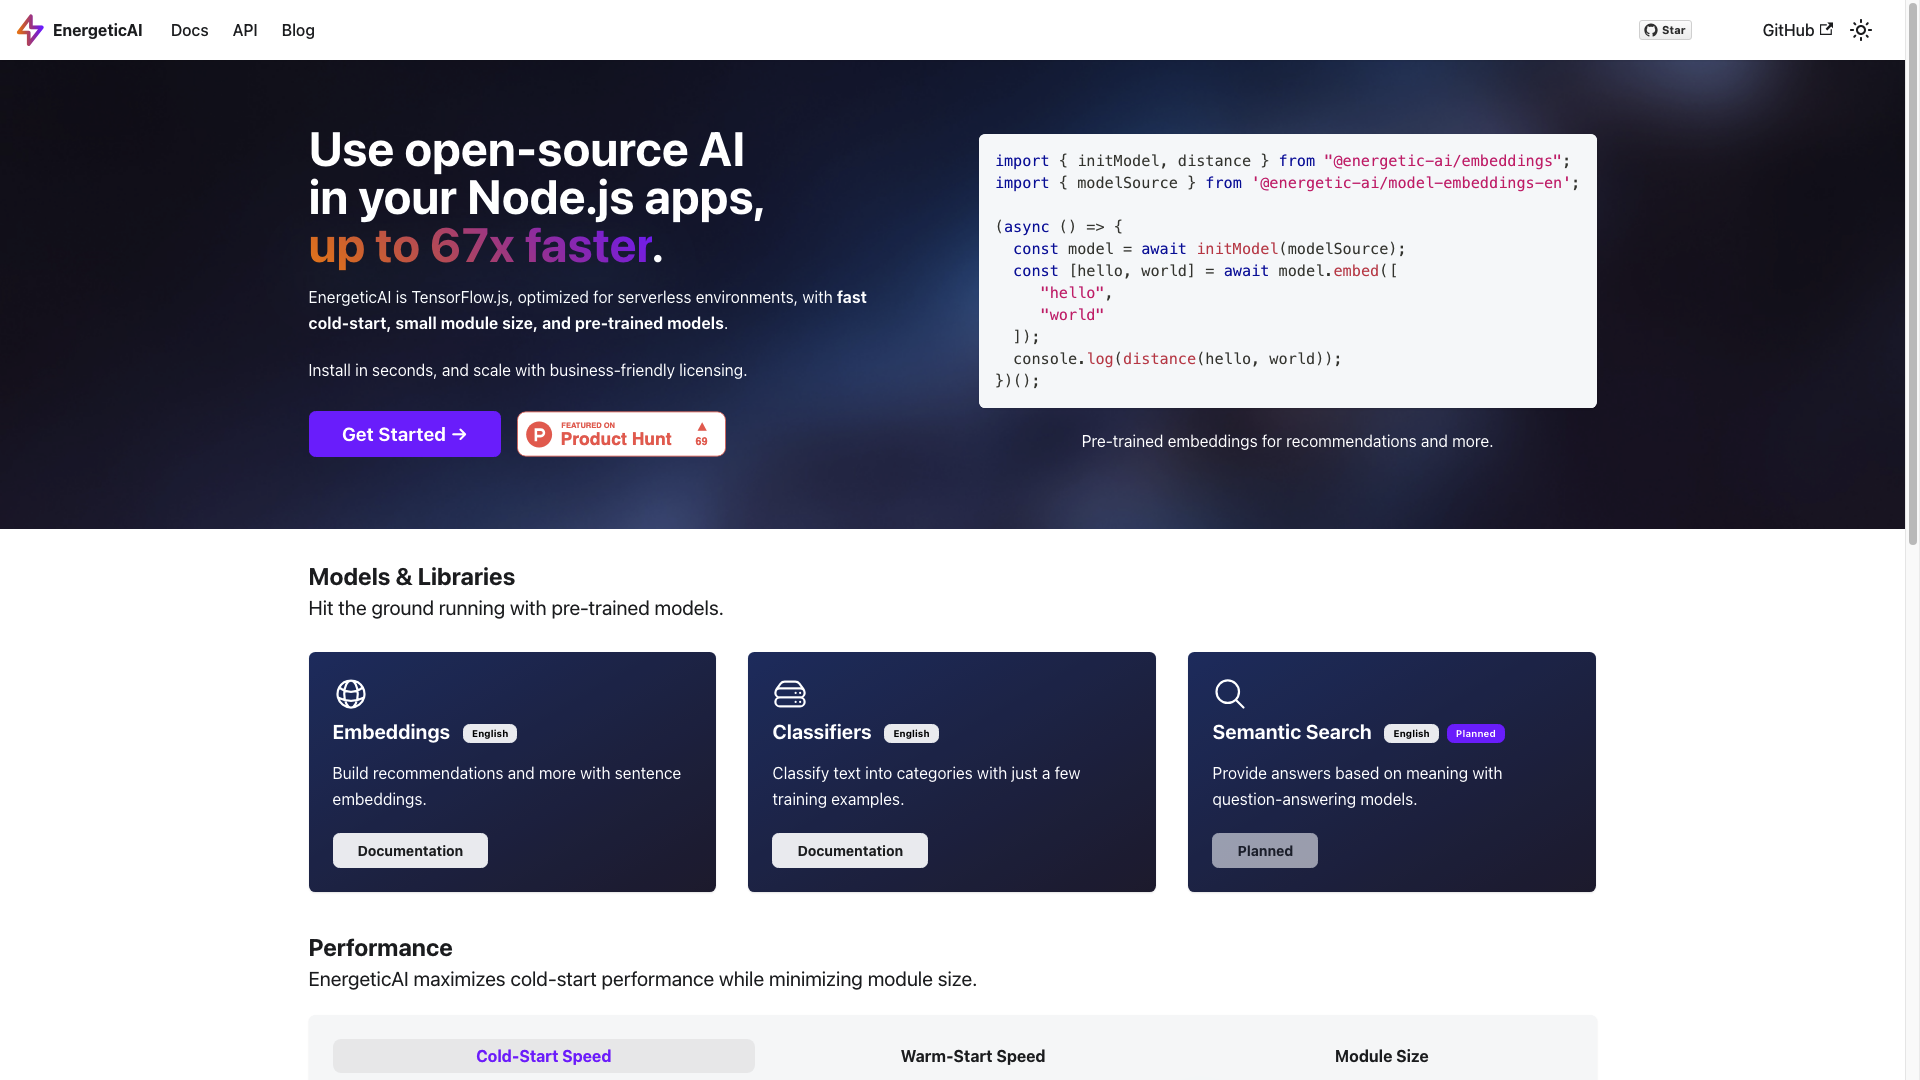 EnergeticAI Docs API Blog Star GitHub
Use open-source AI
in your Node.js apps,
up to 67x faster.
EnergeticAI is TensorFlow.js, optimized for serverless environments, with fast
cold-start, small module size, and pre-trained models.
Install in seconds, and scale with business-friendly licensing.
Get Started →
P FEATURED ON
Product Hunt
▲
69
import { initModel, distance } from "@energetic-ai/embeddings";
import { modelSource } from '@energetic-ai/model-embeddings-en';
(async () => {
const model = await initModel(modelSource);
const [hello, world] = await model.embed([
"hello",
"world"
]);
console.log(distance(hello, world));
})();
Pre-trained embeddings for recommendations and more.
Models & Libraries
Hit the ground running with pre-trained models.
Embeddings English
Build recommendations and more with sentence
embeddings.
Documentation
Classifiers English
Classify text into categories with just a few
training examples.
Documentation
Semantic Search English Planned
Provide answers based on meaning with
question-answering models.
Planned
Performance
EnergeticAI maximizes cold-start performance while minimizing module size.
Cold-Start Speed Warm-Start Speed Module Size